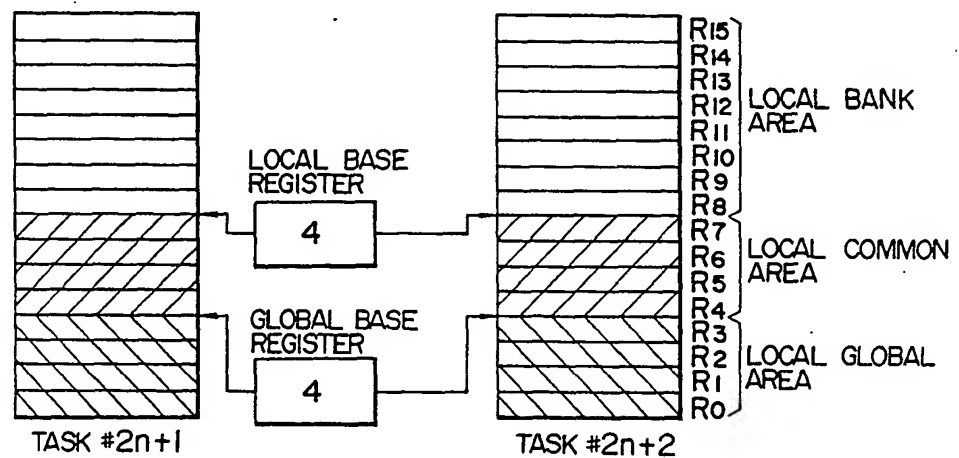 R15
R14
R13
R12
R11
R10
R9
R8
R7
R6
R5
R4
R3
R2
R1
R0
LOCAL BANK
AREA
LOCAL COMMON
AREA
LOCAL GLOBAL
AREA
LOCAL BASE
REGISTER
4
GLOBAL BASE
REGISTER
4
TASK #2n+1
TASK #2n+2